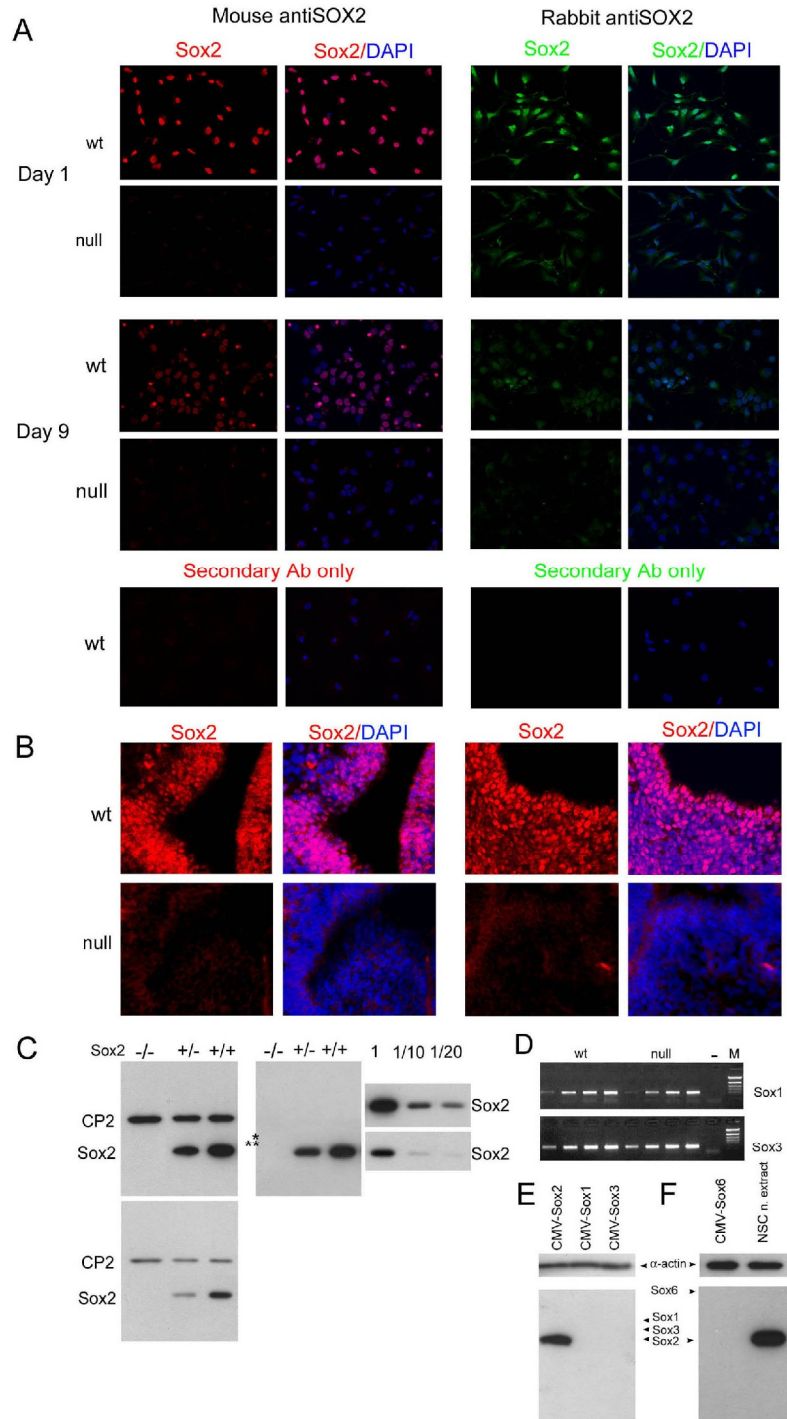 A
Mouse antiSOX2
Rabbit antiSOX2
Sox2
Sox2/DAPI
Sox2
Sox2/DAPI
Day 1
wt
null
Day 9
wt
null
Secondary Ab only
Secondary Ab only
wt
B
Sox2
Sox2/DAPI
Sox2
Sox2/DAPI
wt
null
C
Sox2 -/- +/- +/+
-/- +/- +/+
1 1/10 1/20
CP2
Sox2
*
**
Sox2
Sox2
CP2
Sox2
D
wt null – M
Sox1
Sox3
E
CMV-Sox2
CMV-Sox1
CMV-Sox3
F
CMV-Sox6
NSC n. extract
α-actin
Sox6
Sox1
Sox3
Sox2